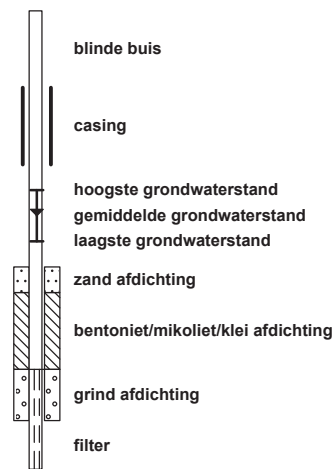 blinde buis
casing
hoogste grondwaterstand
gemiddelde grondwaterstand
laagste grondwaterstand
zand afdichting
bentoniet/mikoliet/klei afdichting
grind afdichting
filter